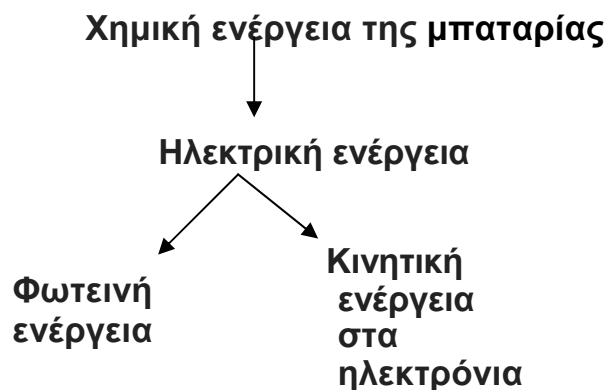 Χημική ενέργεια της μπαταρίας
Ηλεκτρική ενέργεια
Φωτεινή
ενέργεια
Κινητική
ενέργεια
στα
ηλεκτρόνια